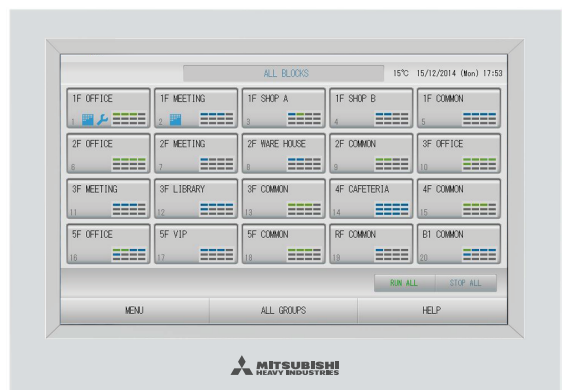 ALL BLOCKS 15℃ 15/12/2014 (Mon) 17:53
1F OFFICE 1F MEETING 1F SHOP A 1F SHOP B 1F COMMON
1 2 3 4 5
2F OFFICE 2F MEETING 2F WARE HOUSE 2F COMMON 3F OFFICE
6 7 8 9 10
3F MEETING 3F LIBRARY 3F COMMON 4F CAFETERIA 4F COMMON
11 12 13 14 15
5F OFFICE 5F VIP 5F COMMON RF COMMON B1 COMMON
16 17 18 19 20
RUN ALL STOP ALL
MENU ALL GROUPS HELP
MITSUBISHI
HEAVY INDUSTRIES